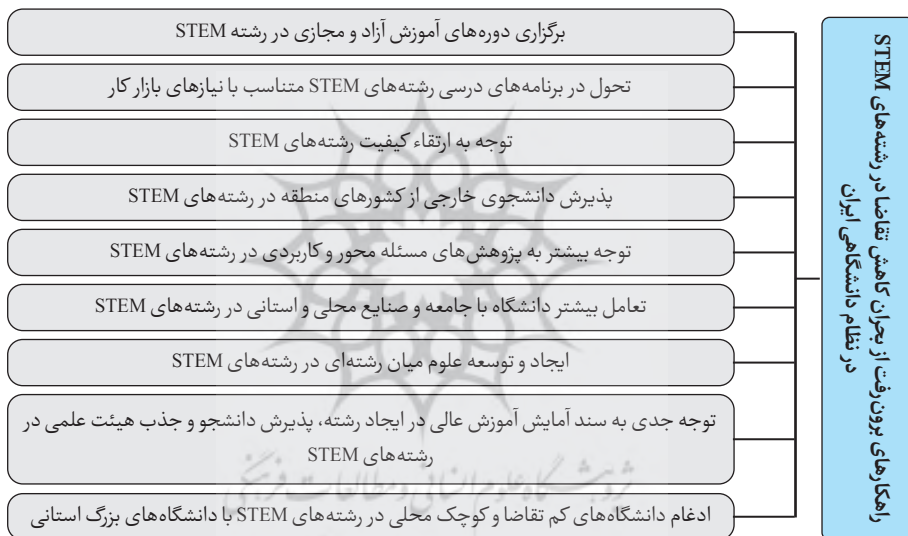 راهکارهای برون‌رفت از بحران کاهش تقاضا در رشته‌های STEM
در نظام دانشگاهی ایران
برگزاری دوره‌های آموزش آزاد و مجازی در رشته STEM
تحول در برنامه‌های درسی رشته‌های STEM متناسب با نیازهای بازار کار
توجه به ارتقاء کیفیت رشته‌های STEM
پذیرش دانشجوی خارجی از کشورهای منطقه در رشته‌های STEM
توجه بیشتر به پژوهش‌های مسئله محور و کاربردی در رشته‌های STEM
تعامل بیشتر دانشگاه با جامعه و صنایع محلی و استانی در رشته‌های STEM
ایجاد و توسعه علوم میان رشته‌ای در رشته‌های STEM
توجه جدی به سند آمایش آموزش عالی در ایجاد رشته، پذیرش دانشجو و جذب هیئت علمی در
رشته‌های STEM
پژوهشگاه علوم انسانی و مطالعات فرهنگی
ادغام دانشگاه‌های کم تقاضا و کوچک محلی در رشته‌های STEM با دانشگاه‌های بزرگ استانی